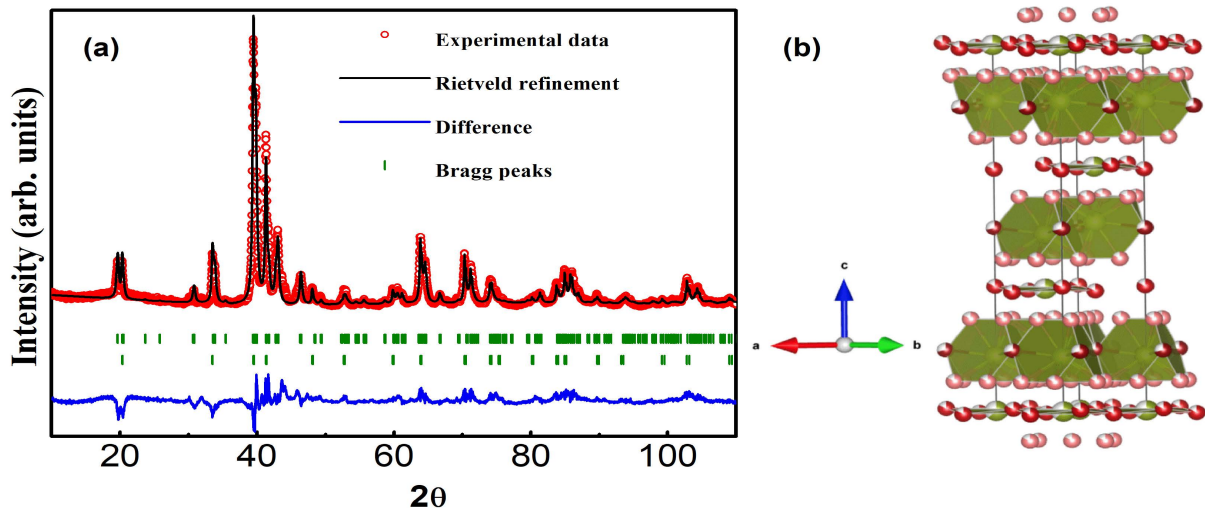 (a)
Experimental data
Rietveld refinement
Difference
Bragg peaks
Intensity (arb. units)
20 40 60 80 100
2θ
(b)
c
a
b